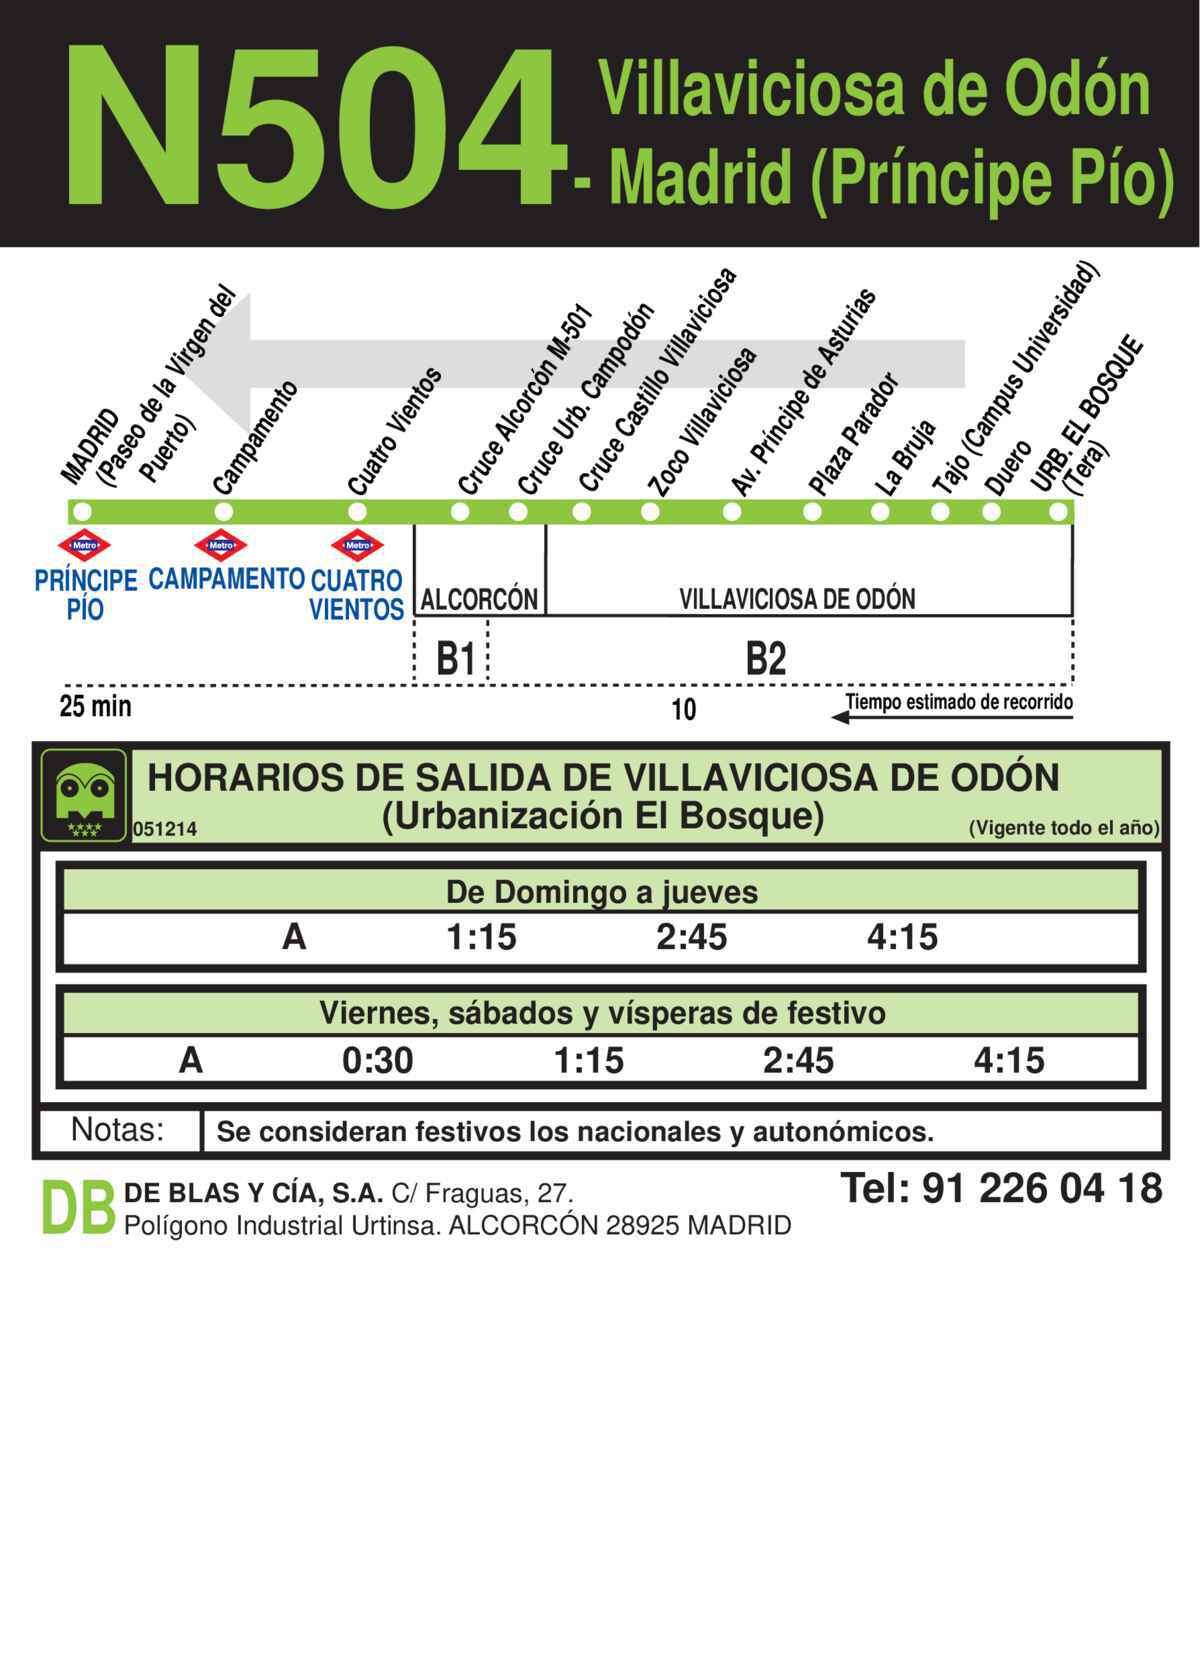 N504
Villaviciosa de Odón
- Madrid (Príncipe Pío)
MADRID
(Paseo de la Virgen del
Puerto)
Campamento
Cuatro Vientos
Cruce Alcorcón M-501
Cruce Urb. Campodón
Cruce Castillo Villaviciosa
Zoco Villaviciosa
Av. Príncipe de Asturias
Plaza Parador
La Bruja
Tajo (Campus Universidad)
Duero
URB. EL BOSQUE
(Tera)
Metro
Metro
Metro
PRÍNCIPE
PÍO
CAMPAMENTO
CUATRO
VIENTOS
ALCORCÓN
VILLAVICIOSA DE ODÓN
B1
B2
25 min
10
Tiempo estimado de recorrido
HORARIOS DE SALIDA DE VILLAVICIOSA DE ODÓN
(Urbanización El Bosque)
051214
(Vigente todo el año)
De Domingo a jueves
A 1:15 2:45 4:15
Viernes, sábados y vísperas de festivo
A 0:30 1:15 2:45 4:15
Notas: Se consideran festivos los nacionales y autonómicos.
DB DE BLAS Y CÍA, S.A. C/ Fraguas, 27.
Polígono Industrial Urtinsa. ALCORCÓN 28925 MADRID
Tel: 91 226 04 18